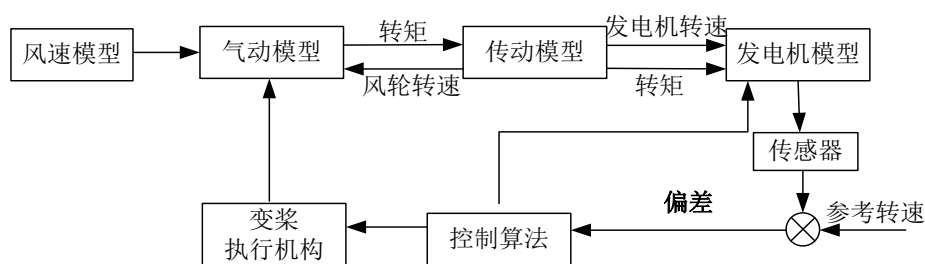 风速模型
气动模型
转矩
风轮转速
传动模型
发电机转速
转矩
发电机模型
传感器
参考转速
偏差
控制算法
变桨
执行机构